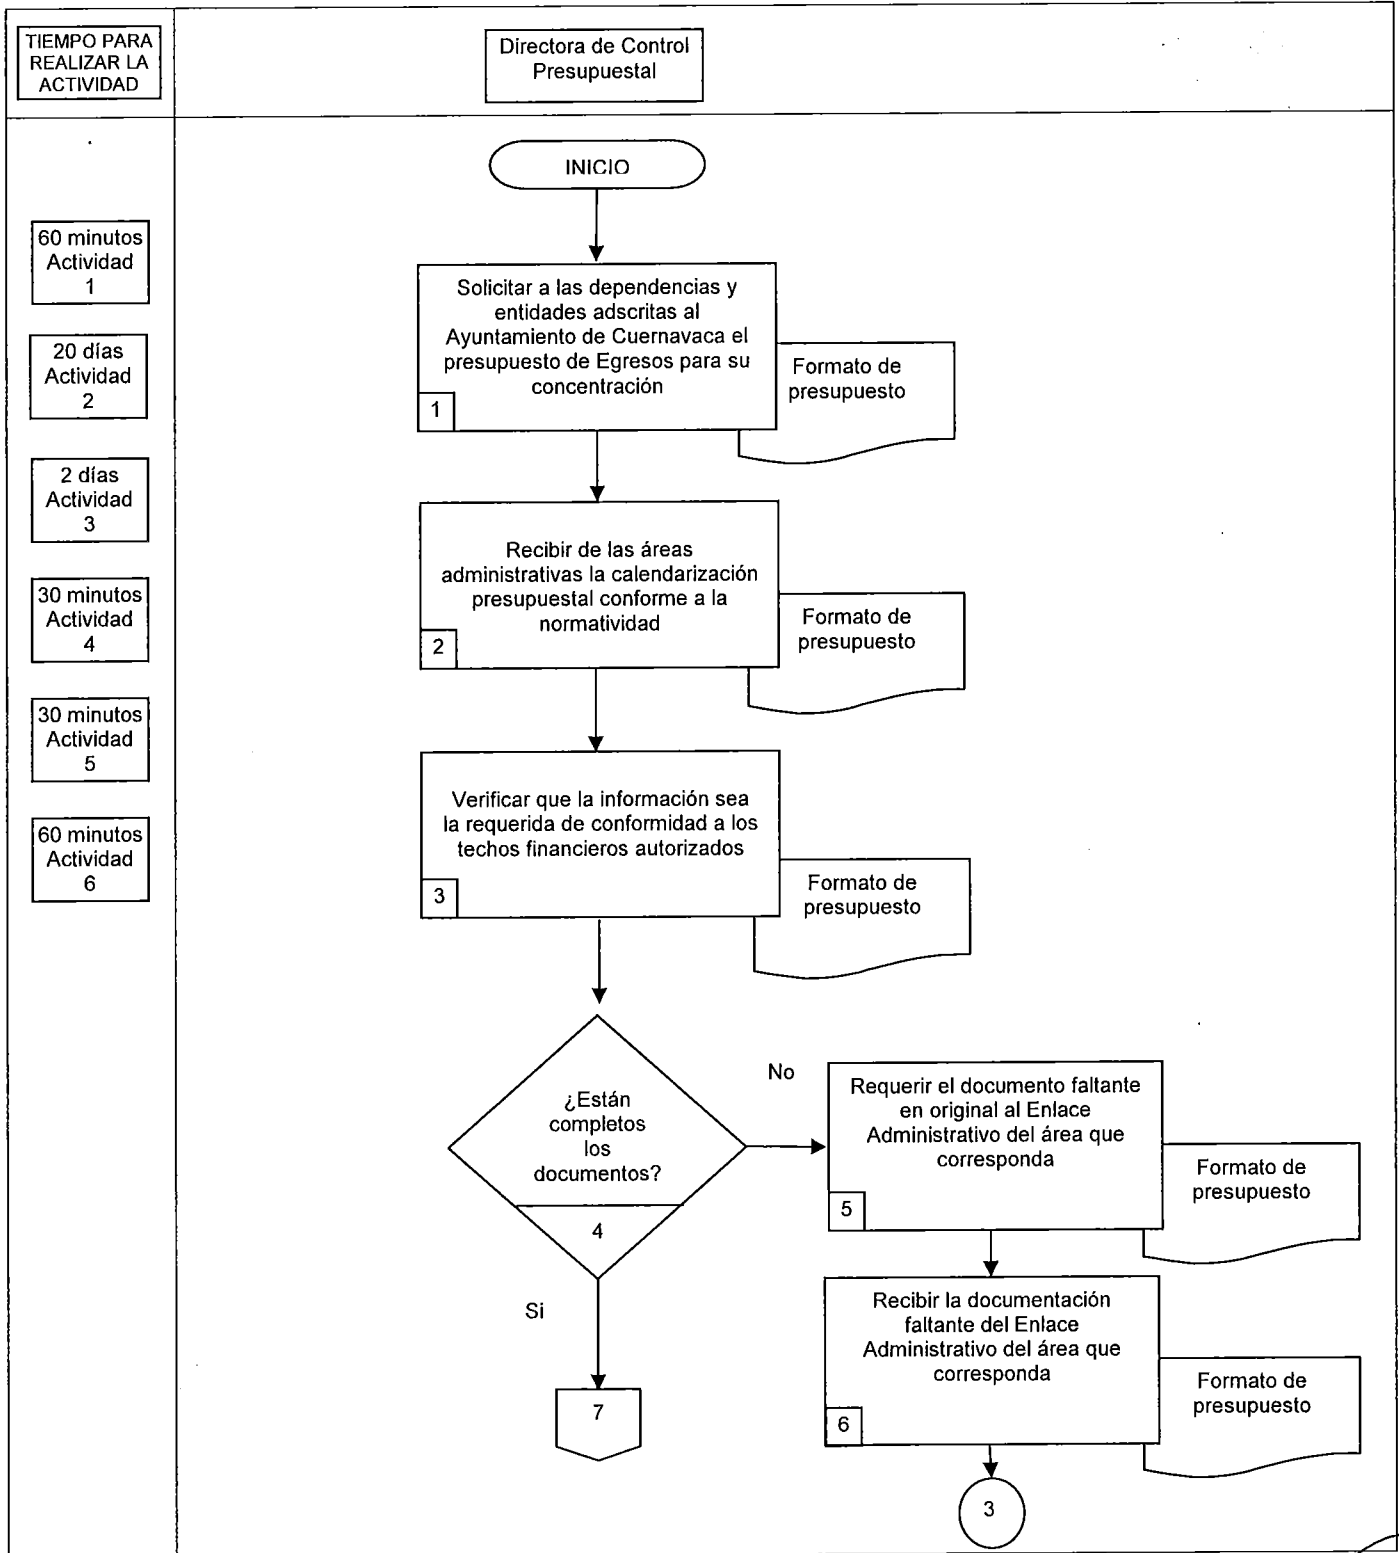 TIEMPO PARA
REALIZAR LA
ACTIVIDAD
Directora de Control
Presupuestal
INICIO
60 minutos
Actividad
1
20 días
Actividad
2
2 días
Actividad
3
30 minutos
Actividad
4
30 minutos
Actividad
5
60 minutos
Actividad
6
Solicitar a las dependencias y
entidades adscritas al
Ayuntamiento de Cuernavaca el
presupuesto de Egresos para su
concentración
1
Formato de
presupuesto
Recibir de las áreas
administrativas la calendarización
presupuestal conforme a la
normatividad
2
Formato de
presupuesto
Verificar que la información sea
la requerida de conformidad a los
techos financieros autorizados
3
Formato de
presupuesto
¿Están
completos
los
documentos?
4
No
Requerir el documento faltante
en original al Enlace
Administrativo del área que
corresponda
5
Formato de
presupuesto
Si
7
Recibir la documentación
faltante del Enlace
Administrativo del área que
corresponda
6
Formato de
presupuesto
3